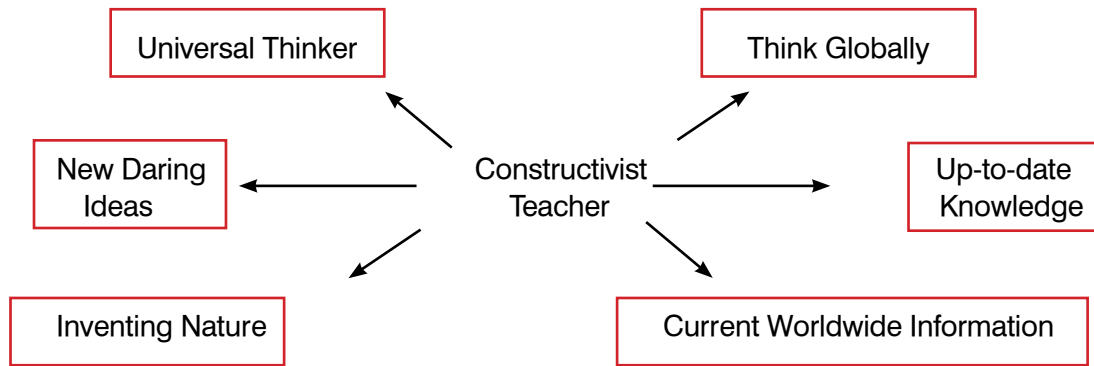 Universal Thinker
Think Globally
New Daring
Ideas
Constructivist
Teacher
Up-to-date
Knowledge
Inventing Nature
Current Worldwide Information